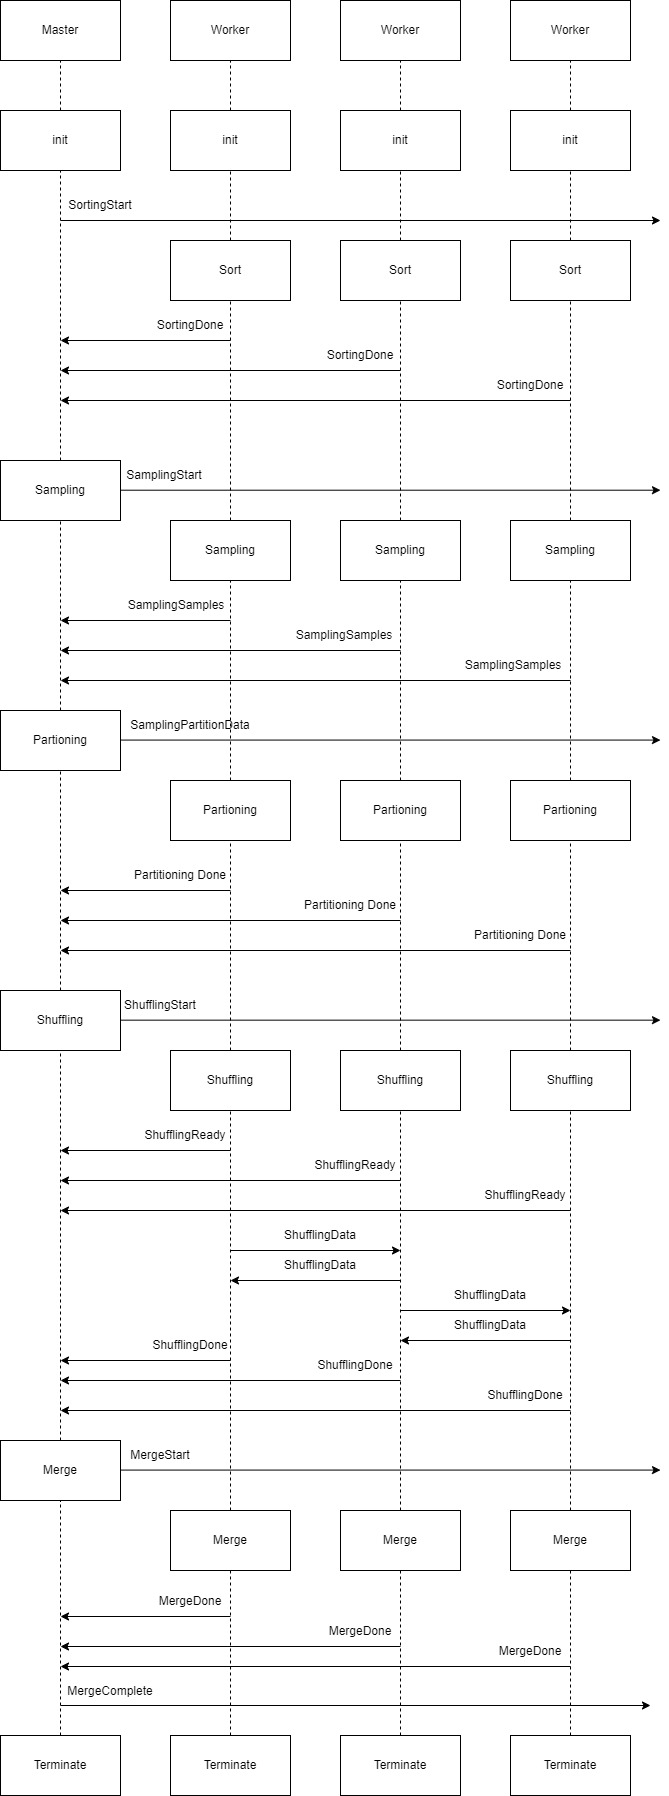 Master
Worker
Worker
Worker
init
init
init
init
SortingStart
Sort
Sort
Sort
SortingDone
SortingDone
SortingDone
Sampling
SamplingStart
Sampling
Sampling
Sampling
SamplingSamples
SamplingSamples
SamplingSamples
Partioning
SamplingPartitionData
Partioning
Partioning
Partioning
Partitioning Done
Partitioning Done
Partitioning Done
Shuffling
ShufflingStart
Shuffling
Shuffling
Shuffling
ShufflingReady
ShufflingReady
ShufflingReady
ShufflingData
ShufflingData
ShufflingData
ShufflingData
ShufflingDone
ShufflingDone
ShufflingDone
Merge
MergeStart
Merge
Merge
Merge
MergeDone
MergeDone
MergeDone
MergeComplete
Terminate
Terminate
Terminate
Terminate